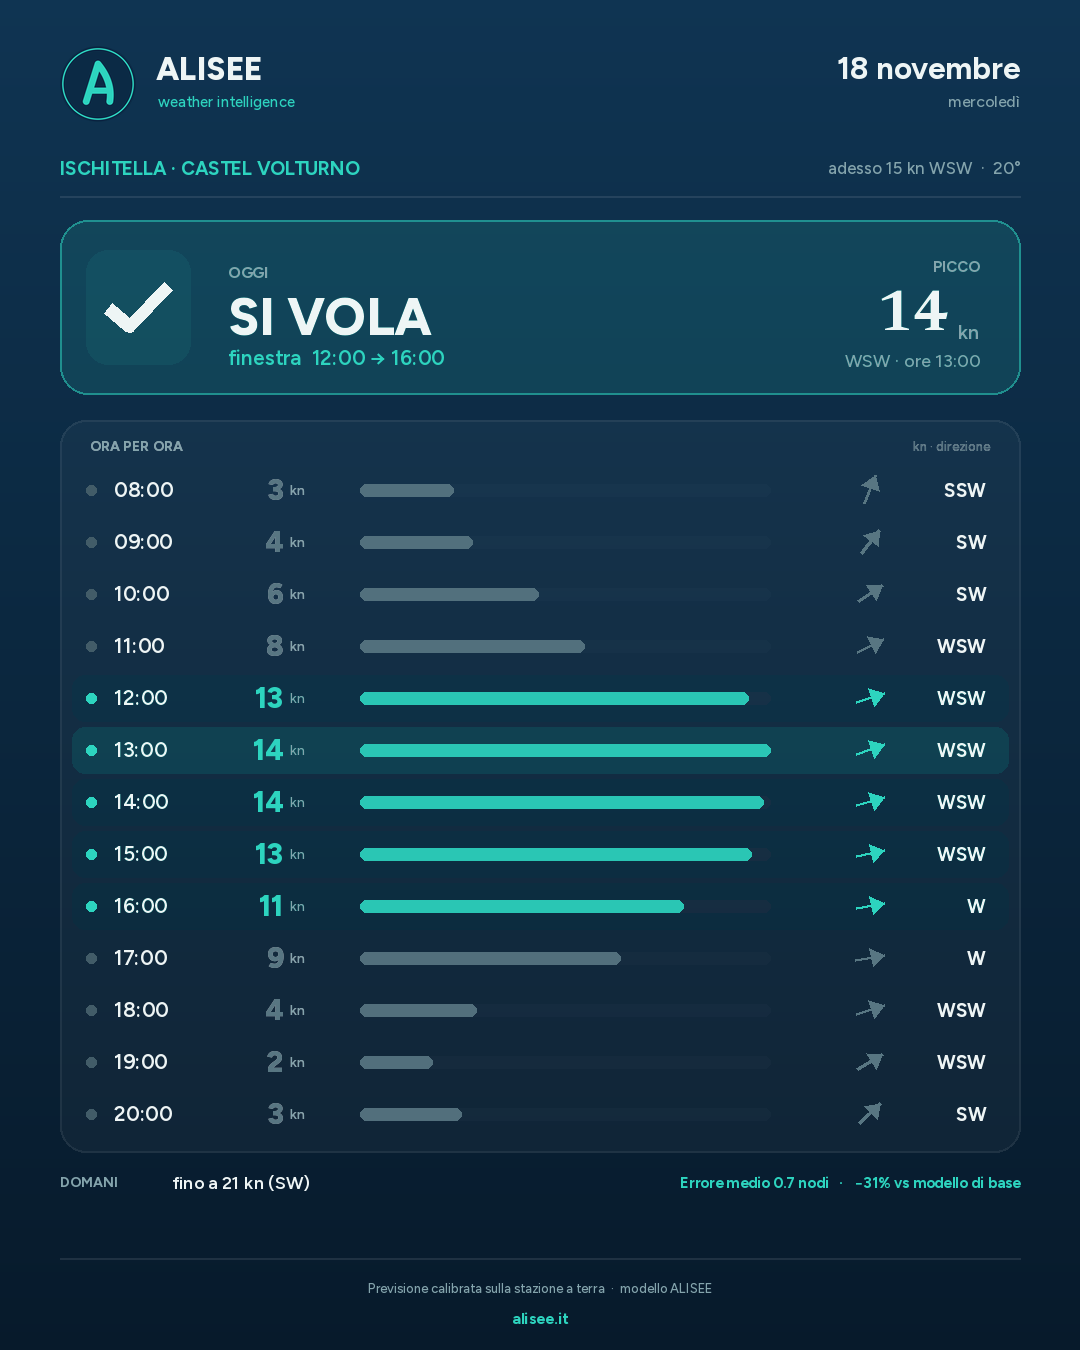 A
ALISEE
weather intelligence
18 novembre
mercoledì
ISCHITELLA · CASTEL VOLTURNO
adesso 15 kn WSW · 20°
OGGI
SI VOLA
finestra 12:00 → 16:00
PICCO
14 kn
WSW · ore 13:00
ORA PER ORA
kn · direzione
08:00 3 kn SSW
09:00 4 kn SW
10:00 6 kn SW
11:00 8 kn WSW
12:00 13 kn WSW
13:00 14 kn WSW
14:00 14 kn WSW
15:00 13 kn WSW
16:00 11 kn W
17:00 9 kn W
18:00 4 kn WSW
19:00 2 kn WSW
20:00 3 kn SW
DOMANI fino a 21 kn (SW)
Errore medio 0.7 nodi · −31% vs modello di base
Previsione calibrata sulla stazione a terra · modello ALISEE
alisee.it